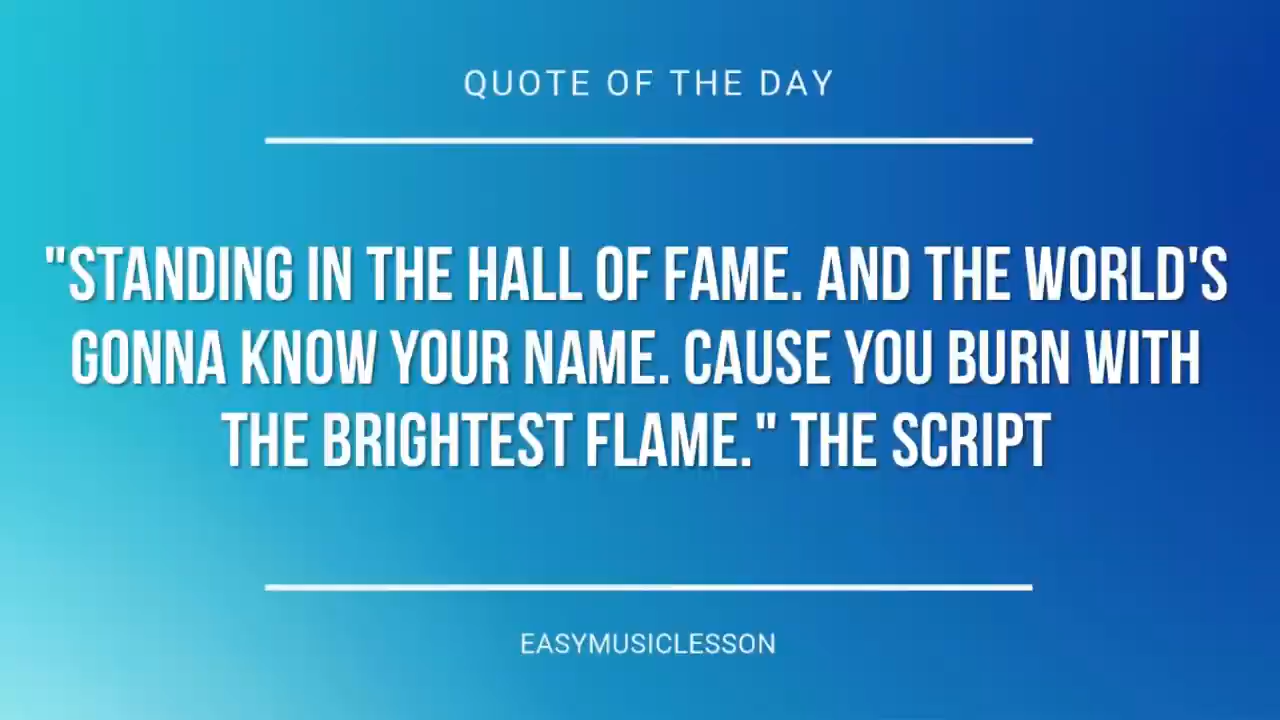 QUOTE OF THE DAY
"STANDING IN THE HALL OF FAME. AND THE WORLD'S
GONNA KNOW YOUR NAME. CAUSE YOU BURN WITH
THE BRIGHTEST FLAME." THE SCRIPT
EASYMUSICLESSON